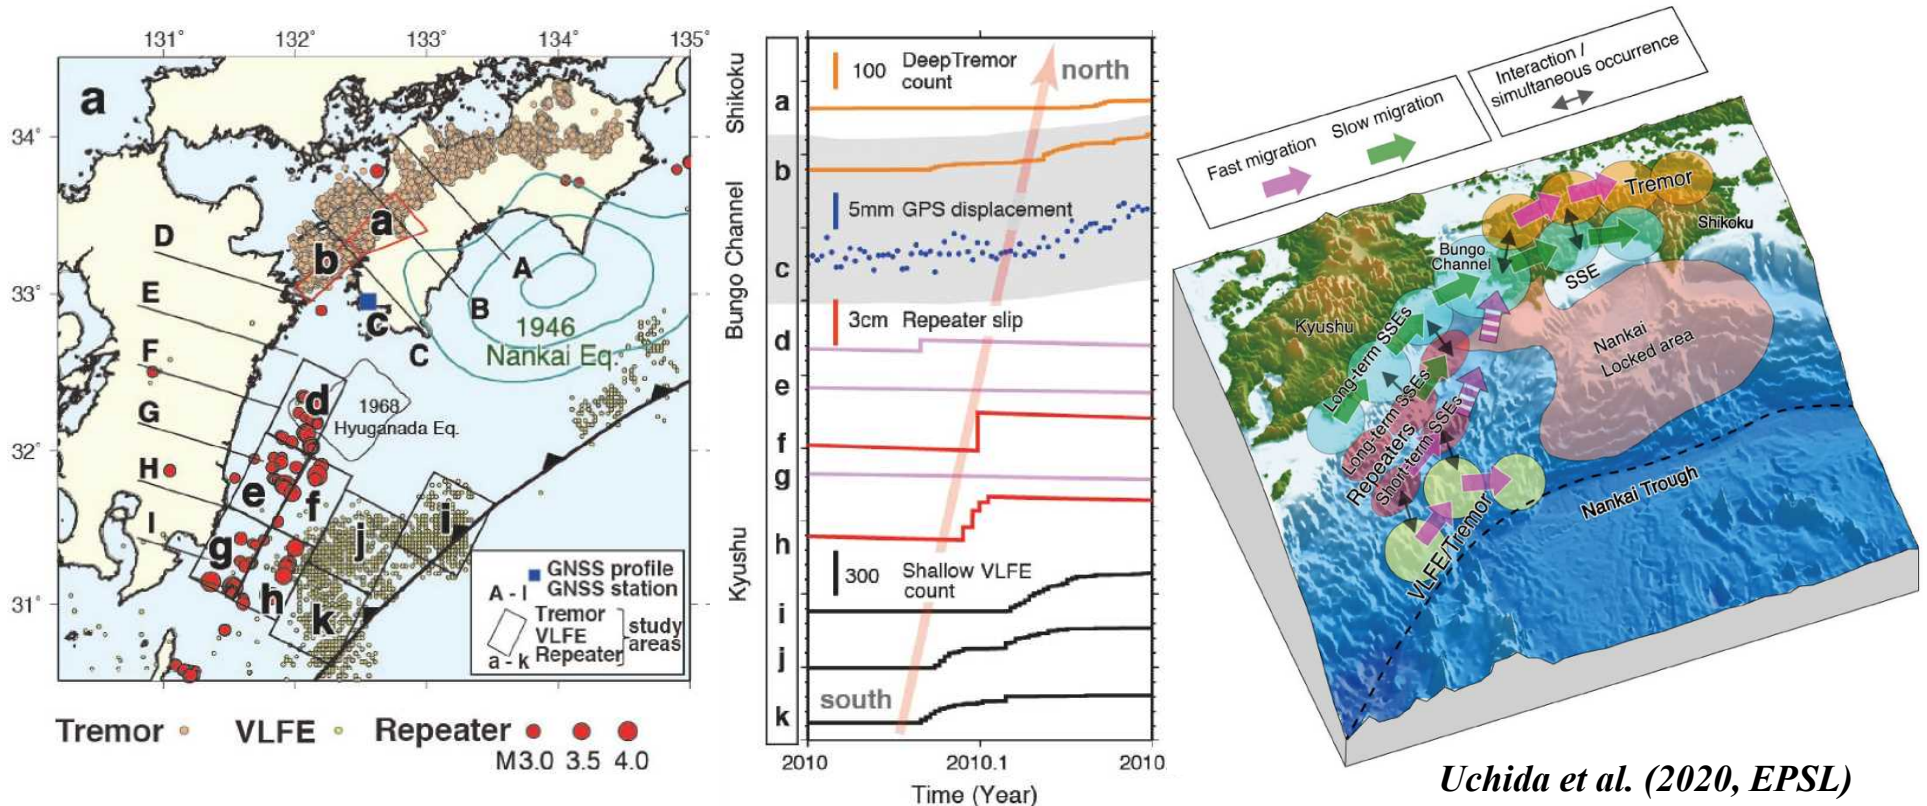 131°
132°
133°
134°
135°
34°
33°
32°
31°
a
D
E
F
G
H
I
a
b
A
B
C
C
1946
Nankai Eq.
1968
Hyuganada Eq.
d
e
f
g
h
i
j
k
GNSS profile
A - I GNSS station
Tremor
VLFE
Repeater
a - k
study
areas
Tremor
VLFE
Repeater
M3.0 3.5 4.0
Shikoku
Bungo Channel
Kyushu
a
b
c
d
e
f
g
h
i
j
k
100 DeepTremor
count
north
5mm GPS displacement
3cm Repeater slip
300 Shallow VLFE
count
south
2010
2010.1
2010.
Time (Year)
Fast migration
Slow migration
Interaction /
simultaneous occurrence
Tremor
Shikoku
Bungo
Channel
SSE
Kyushu
Nankai
Locked area
Long-term SSEs
Long-term SSEs
Repeaters
Short-term SSEs
VLFE/Tremor
Nankai Trough
Uchida et al. (2020, EPSL)